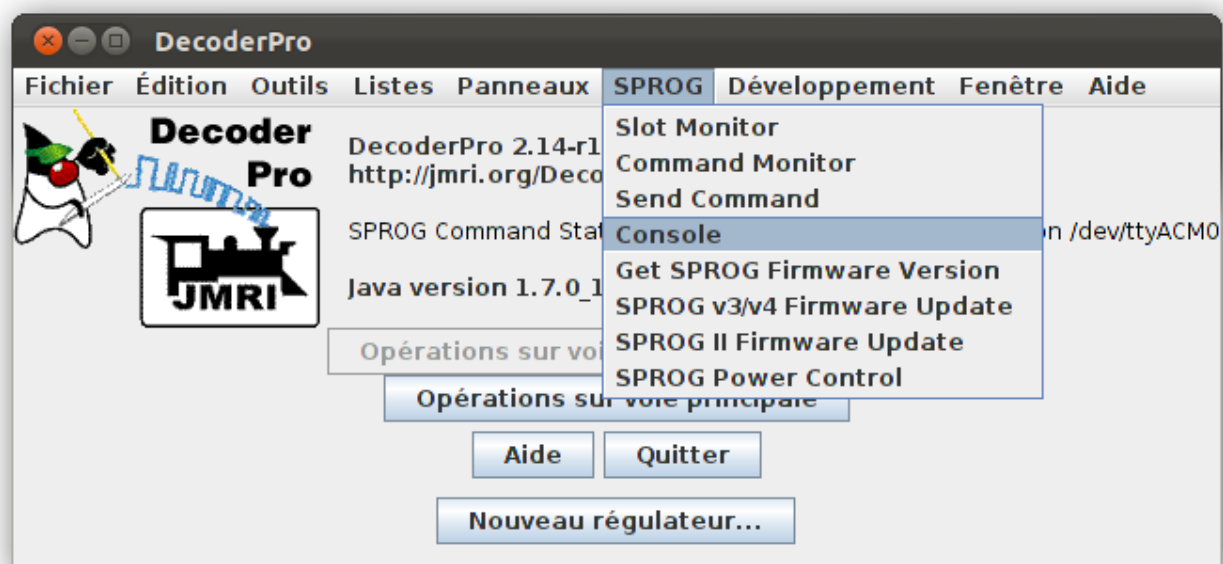 DecoderPro
Fichier Édition Outils Listes Panneaux SPROG Développement Fenêtre Aide
Decoder
Pro
JMRI
DecoderPro 2.14-r1
http://jmri.org/Deco
SPROG Command Stat
n /dev/ttyACM0
Java version 1.7.0_1
Slot Monitor
Command Monitor
Send Command
Console
Get SPROG Firmware Version
SPROG v3/v4 Firmware Update
SPROG II Firmware Update
SPROG Power Control
Opérations sur voi
Opérations sur voie principale
Aide
Quitter
Nouveau régulateur...